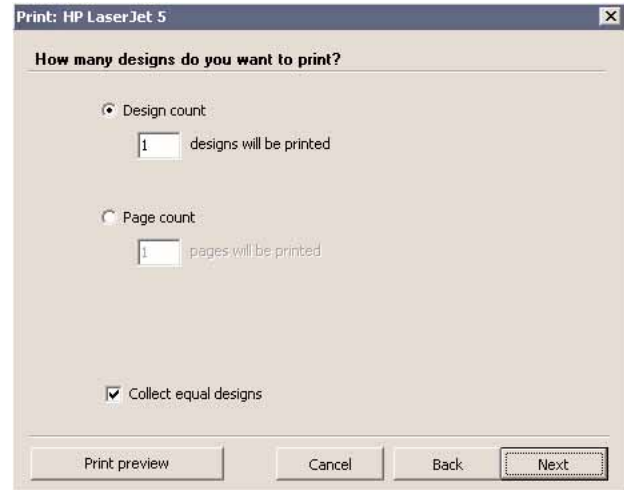 Print: HP LaserJet 5
How many designs do you want to print?
Design count
1 designs will be printed
Page count
1 pages will be printed
Collect equal designs
Print preview Cancel Back Next